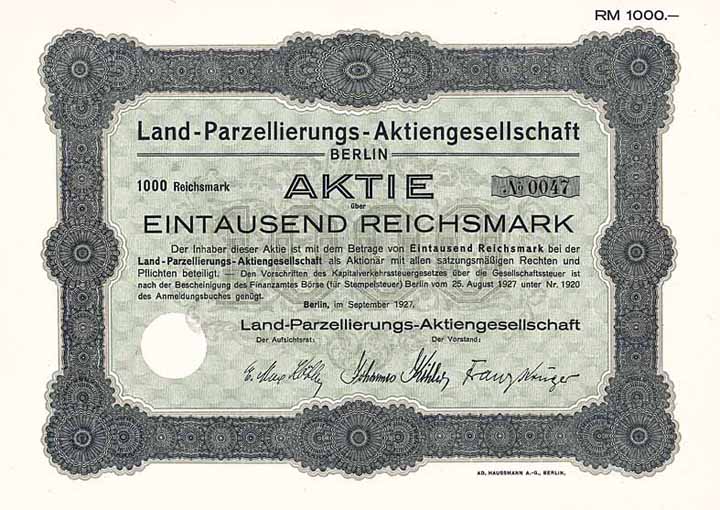 RM 1000.—
Land-Parzellierungs-Aktiengesellschaft
BERLIN
1000 Reichsmark
AKTIE
№ 0047
über
EINTAUSEND REICHSMARK
Der Inhaber dieser Aktie ist mit dem Betrage von Eintausend Reichsmark bei der
Land-Parzellierungs-Aktiengesellschaft als Aktionär mit allen satzungsmäßigen Rechten und
Pflichten beteiligt. — Den Vorschriften des Kapitalverkehrssteuergesetzes über die Gesellschaftssteuer ist
nach der Bescheinigung des Finanzamtes Börse (für Stempelsteuer) Berlin vom 25. August 1927 unter Nr. 1920
des Anmeldungsbuches genügt.
Berlin, im September 1927.
Land-Parzellierungs-Aktiengesellschaft
Der Aufsichtsrat:
Der Vorstand:
Franz Krüger
AD. HAUSSMANN A.-G., BERLIN.